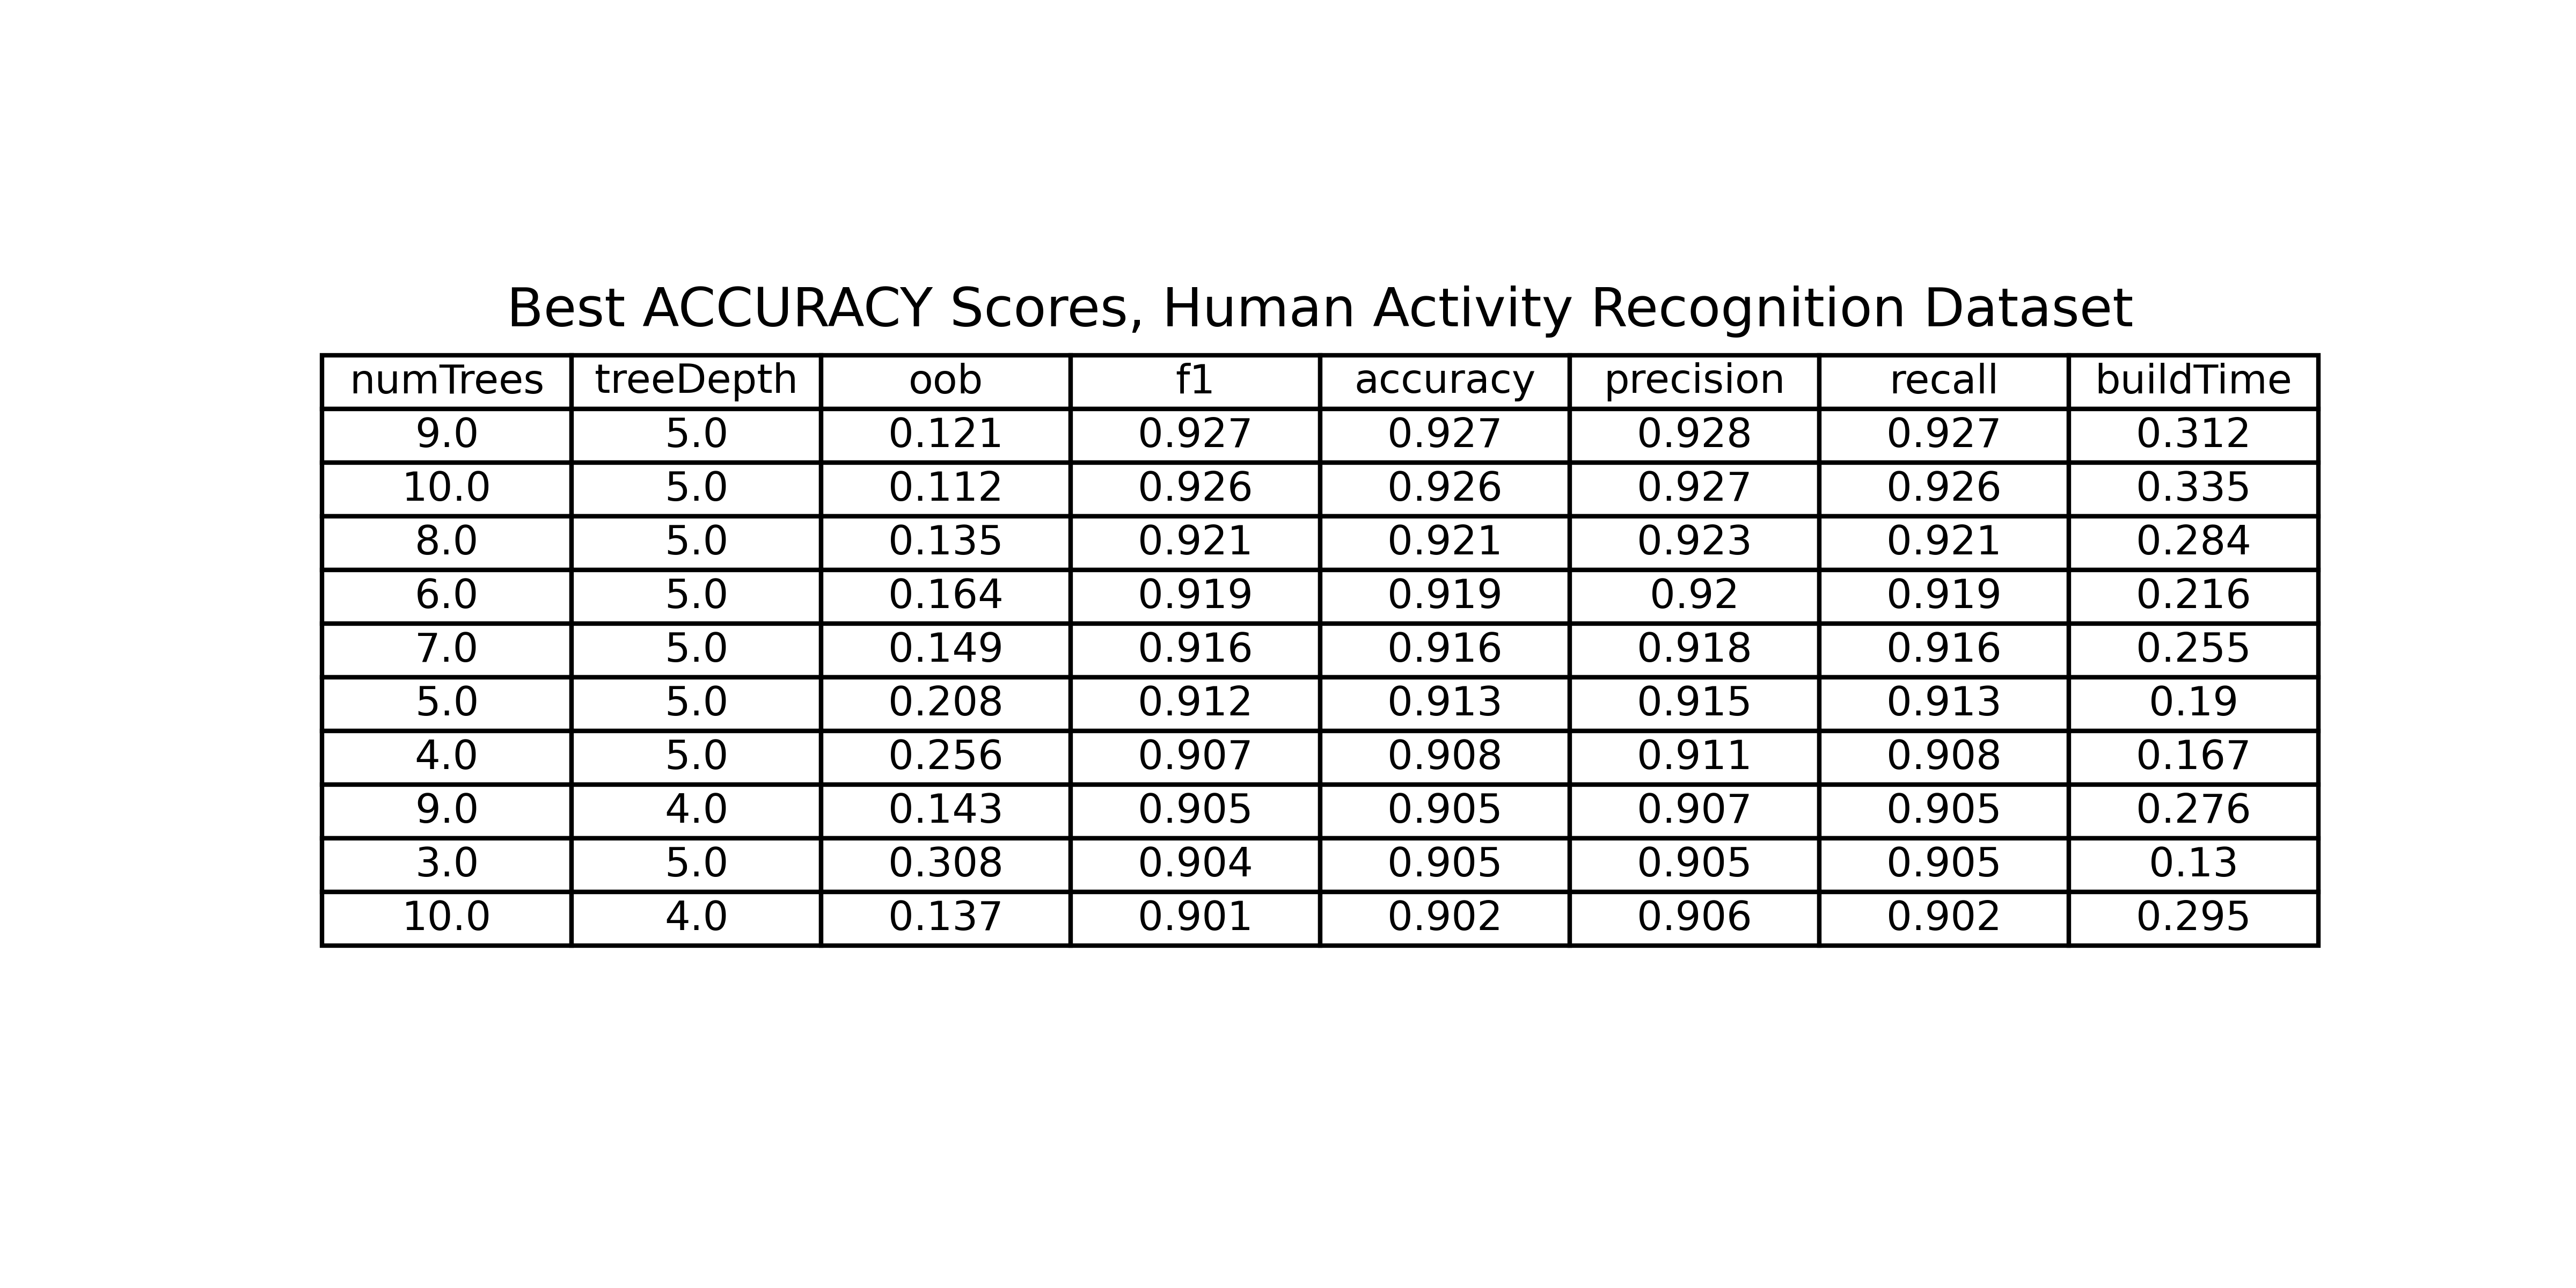 Best ACCURACY Scores, Human Activity Recognition Dataset
numTrees treeDepth oob f1 accuracy precision recall buildTime
9.0 5.0 0.121 0.927 0.927 0.928 0.927 0.312
10.0 5.0 0.112 0.926 0.926 0.927 0.926 0.335
8.0 5.0 0.135 0.921 0.921 0.923 0.921 0.284
6.0 5.0 0.164 0.919 0.919 0.92 0.919 0.216
7.0 5.0 0.149 0.916 0.916 0.918 0.916 0.255
5.0 5.0 0.208 0.912 0.913 0.915 0.913 0.19
4.0 5.0 0.256 0.907 0.908 0.911 0.908 0.167
9.0 4.0 0.143 0.905 0.905 0.907 0.905 0.276
3.0 5.0 0.308 0.904 0.905 0.905 0.905 0.13
10.0 4.0 0.137 0.901 0.902 0.906 0.902 0.295